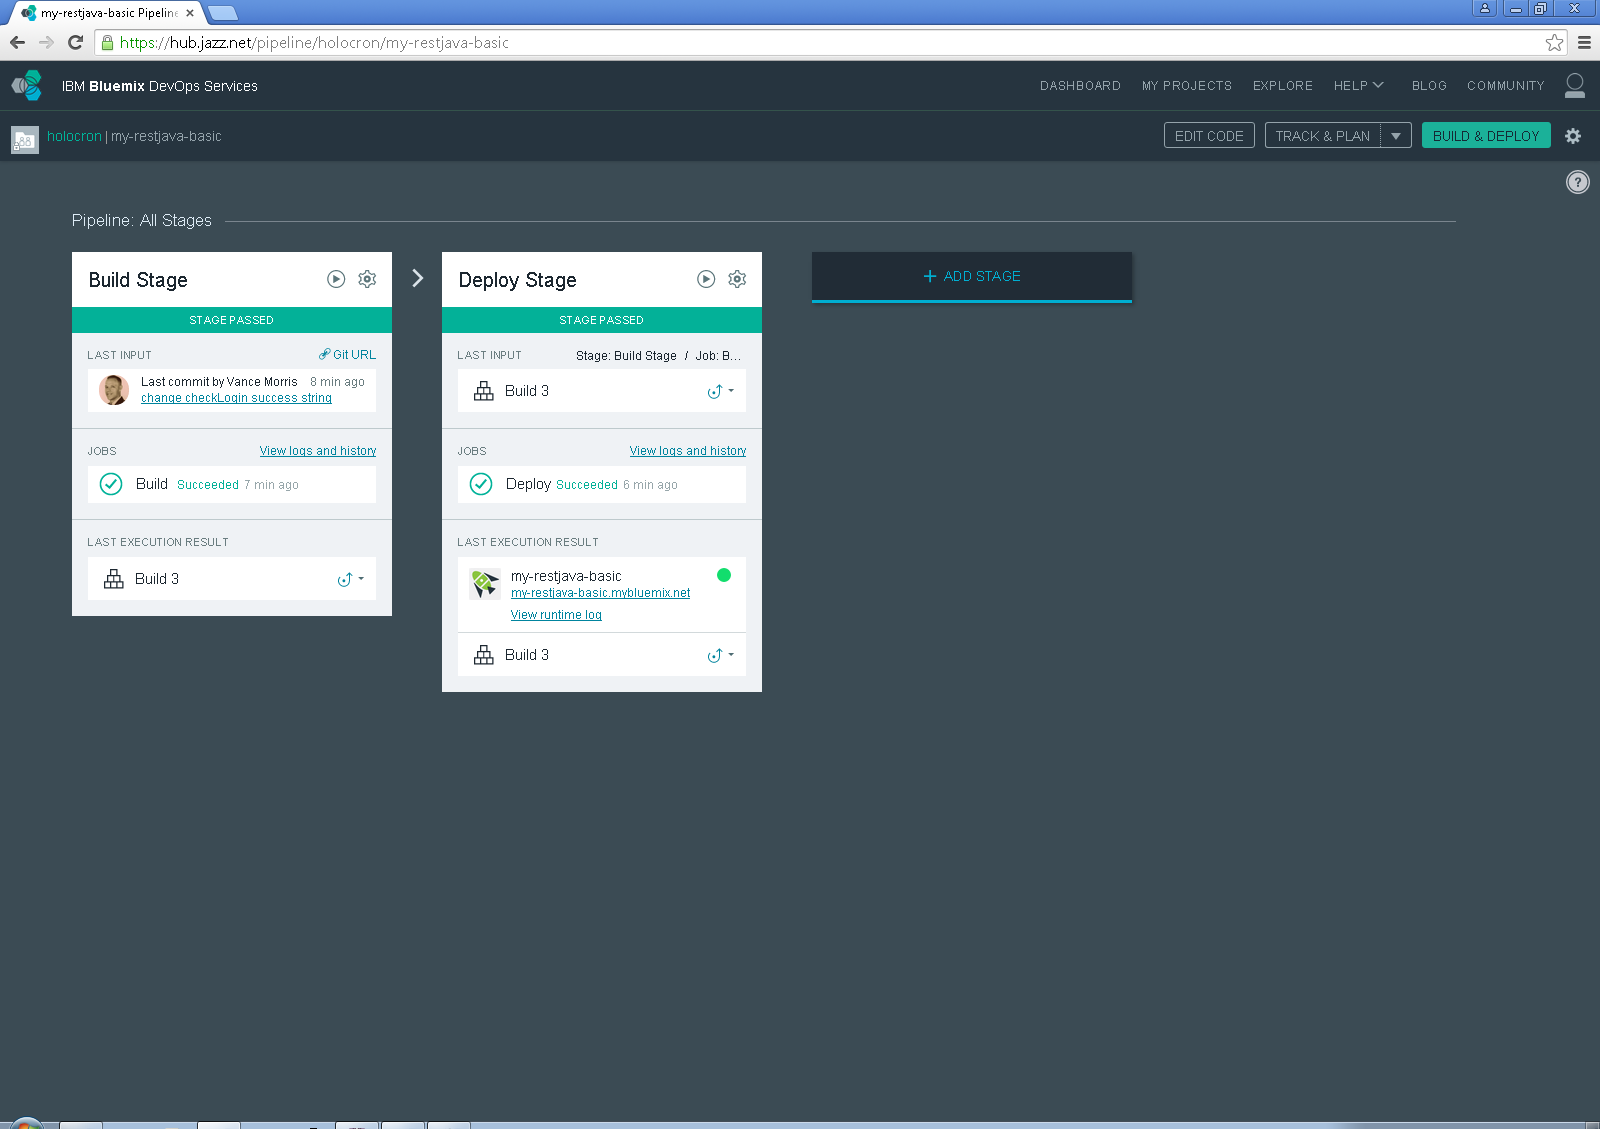 my-restjava-basic Pipeline
https://hub.jazz.net/pipeline/holocron/my-restjava-basic
IBM Bluemix DevOps Services
DASHBOARD MY PROJECTS EXPLORE HELP BLOG COMMUNITY
holocron | my-restjava-basic
EDIT CODE TRACK & PLAN BUILD & DEPLOY
?
Pipeline: All Stages
Build Stage
STAGE PASSED
LAST INPUT Git URL
Last commit by Vance Morris 8 min ago
change checkLogin success string
JOBS View logs and history
Build Succeeded 7 min ago
LAST EXECUTION RESULT
Build 3
Deploy Stage
STAGE PASSED
LAST INPUT Stage: Build Stage / Job: B...
Build 3
JOBS View logs and history
Deploy Succeeded 6 min ago
LAST EXECUTION RESULT
my-restjava-basic
my-restjava-basic.mybluemix.net
View runtime log
Build 3
+ ADD STAGE